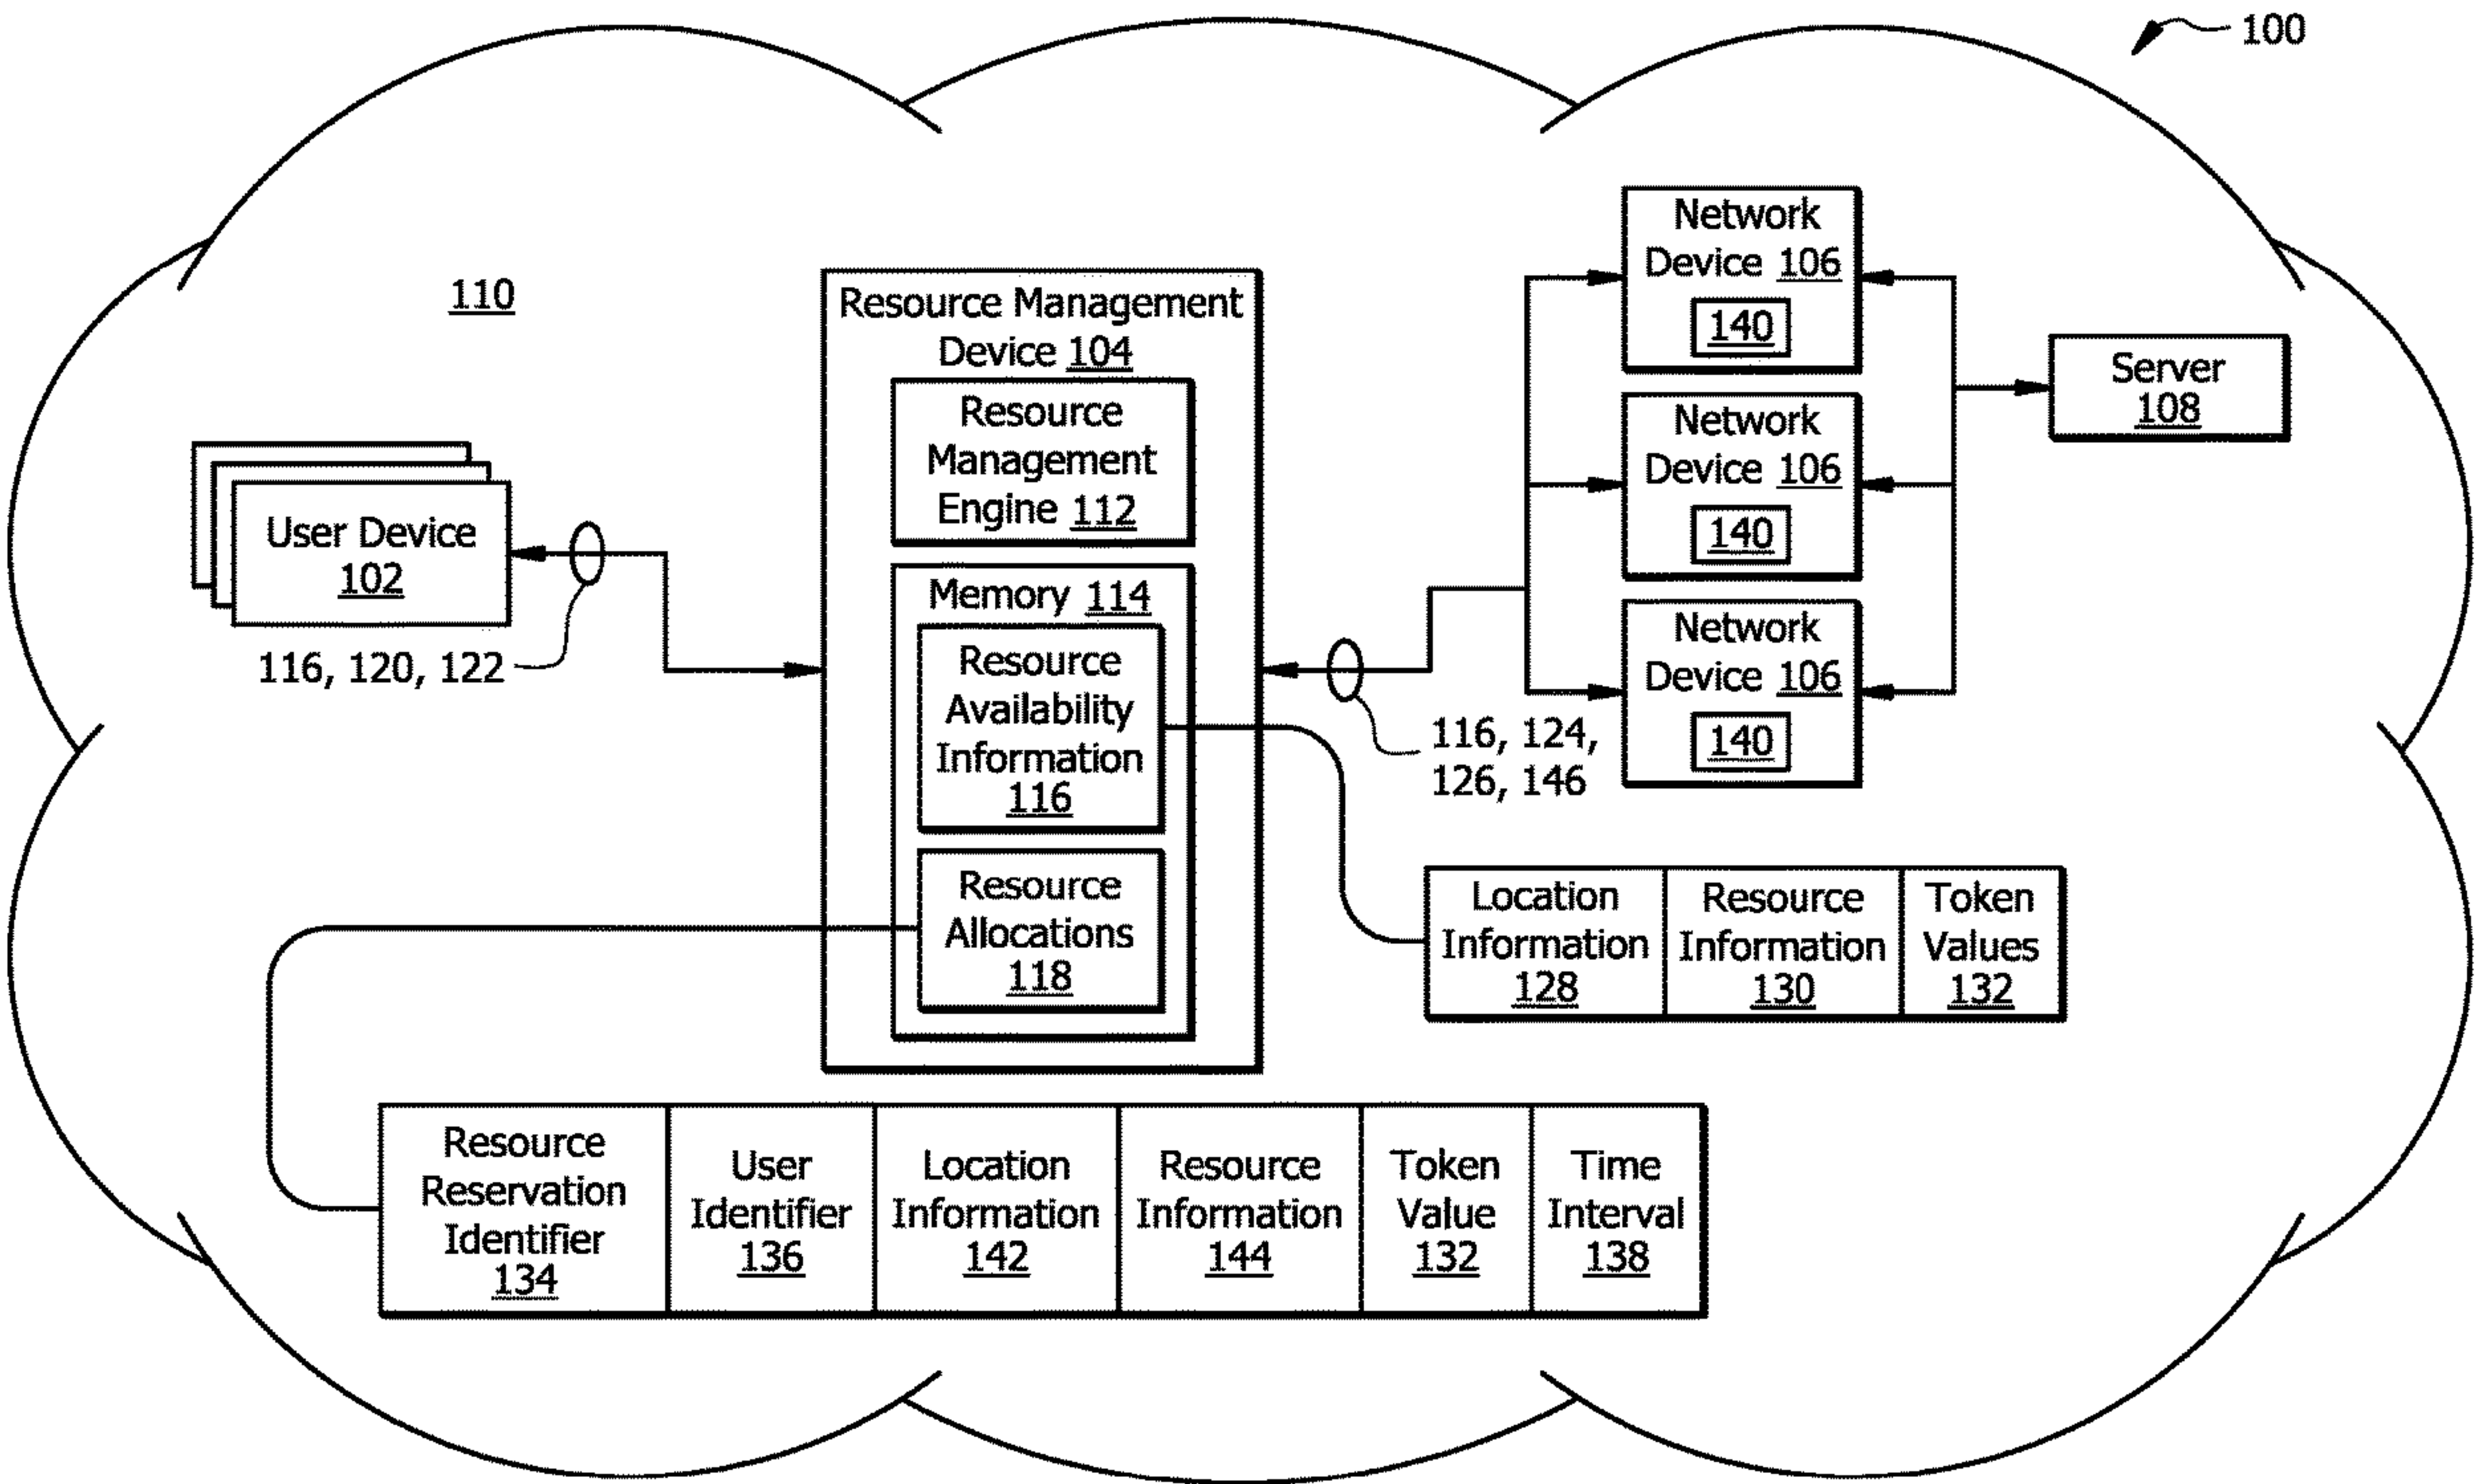 100
110
User Device
102
116, 120, 122
Resource Management
Device 104
Resource
Management
Engine 112
Memory 114
Resource
Availability
Information
116
Resource
Allocations
118
116, 124,
126, 146
Network
Device 106
140
Network
Device 106
140
Network
Device 106
140
Server
108
Location
Information
128
Resource
Information
130
Token
Values
132
Resource
Reservation
Identifier
134
User
Identifier
136
Location
Information
142
Resource
Information
144
Token
Value
132
Time
Interval
138